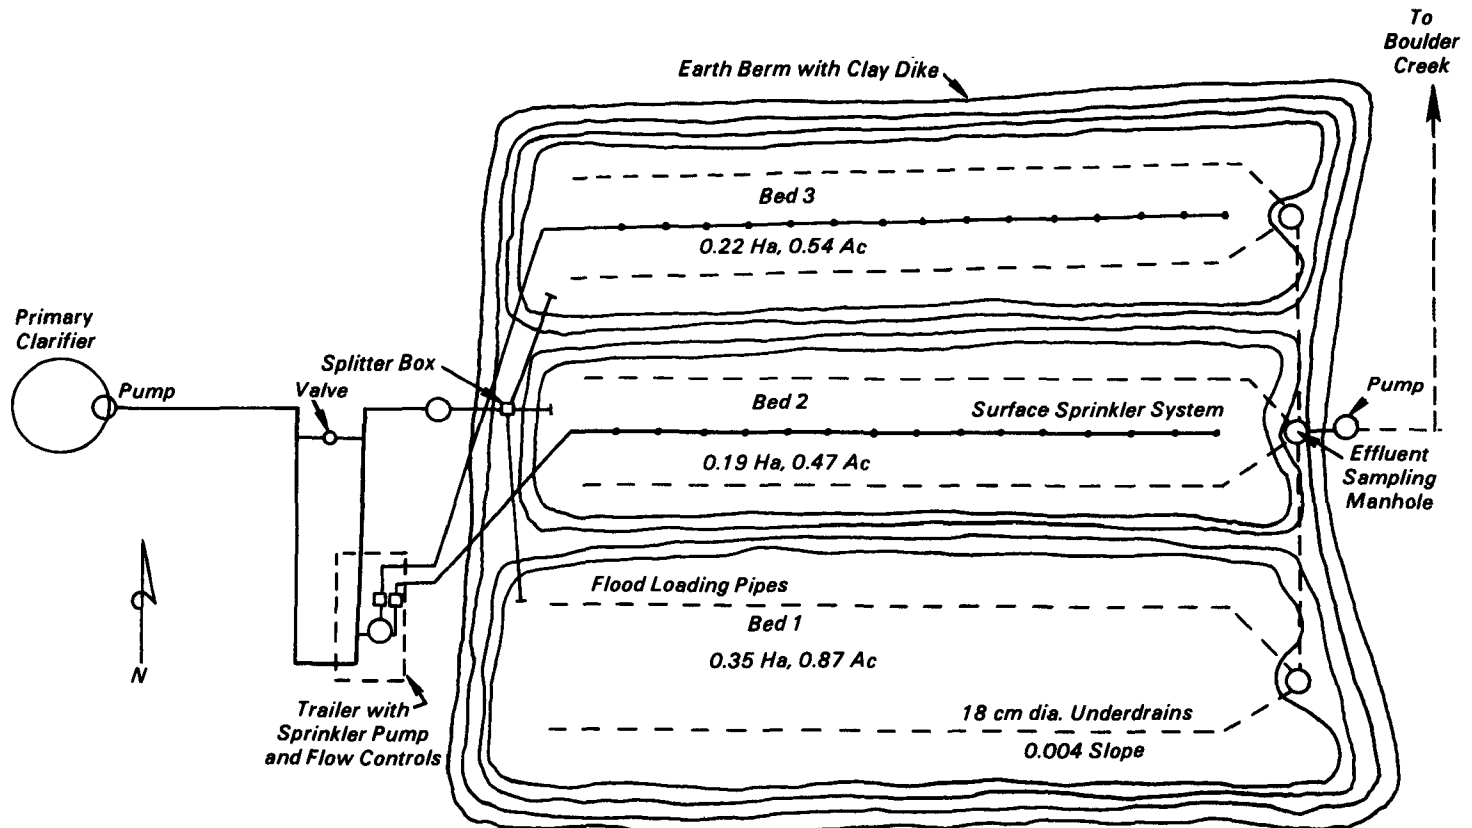 To
Boulder
Creek
Earth Berm with Clay Dike
Bed 3
0.22 Ha, 0.54 Ac
Primary
Clarifier
Pump
Valve
Splitter Box
Bed 2
Surface Sprinkler System
0.19 Ha, 0.47 Ac
Pump
Effluent
Sampling
Manhole
Flood Loading Pipes
Bed 1
0.35 Ha, 0.87 Ac
N
Trailer with
Sprinkler Pump
and Flow Controls
18 cm dia. Underdrains
0.004 Slope